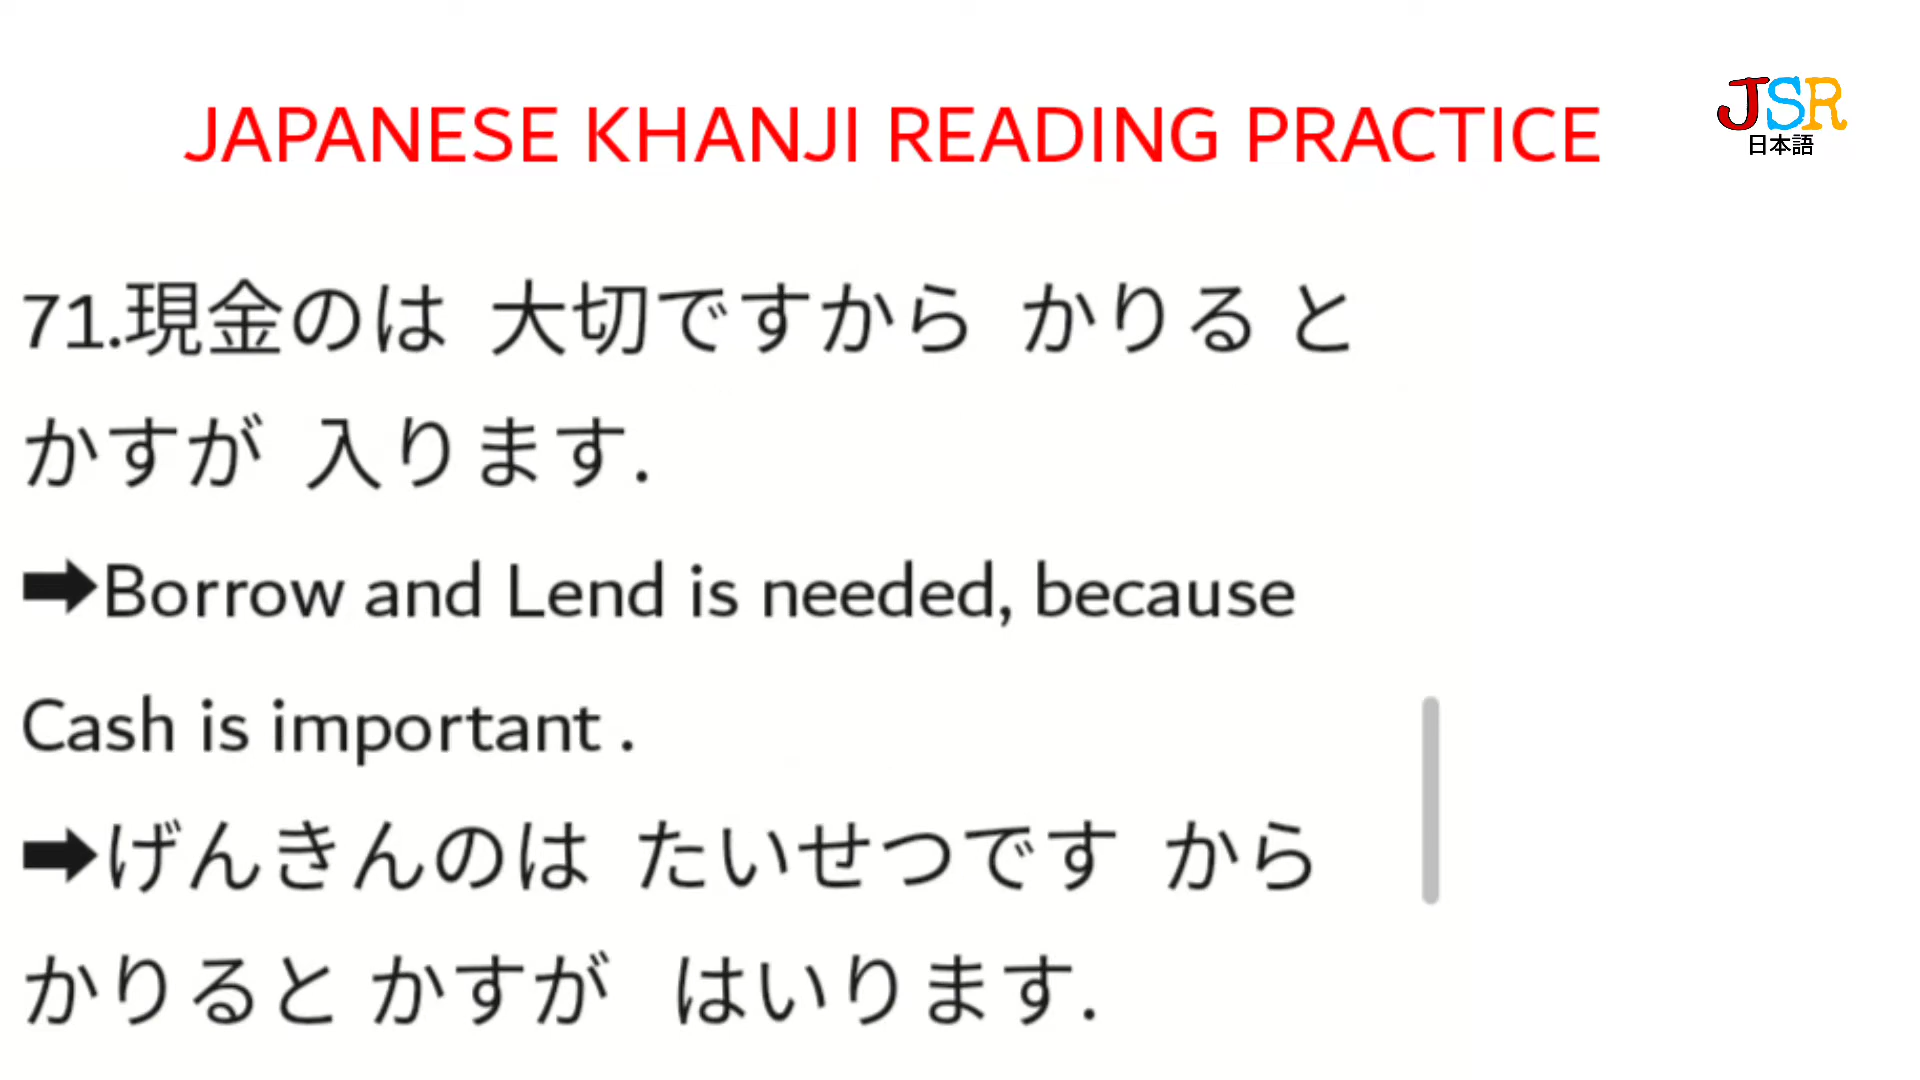 JAPANESE KHANJI READING PRACTICE
JSR
日本語
71.現金のは 大切ですから かりる と
かすが 入ります.
➡Borrow and Lend is needed, because
Cash is important .
➡げんきんのは たいせつです から
かりると かすが はいります.